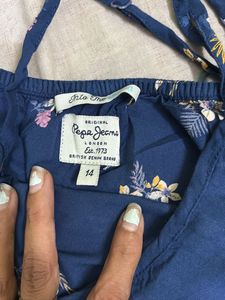 ORIGINAL
Pepe Jeans
LONDON
Est. 1973
BRITISH DENIM BRAND
14